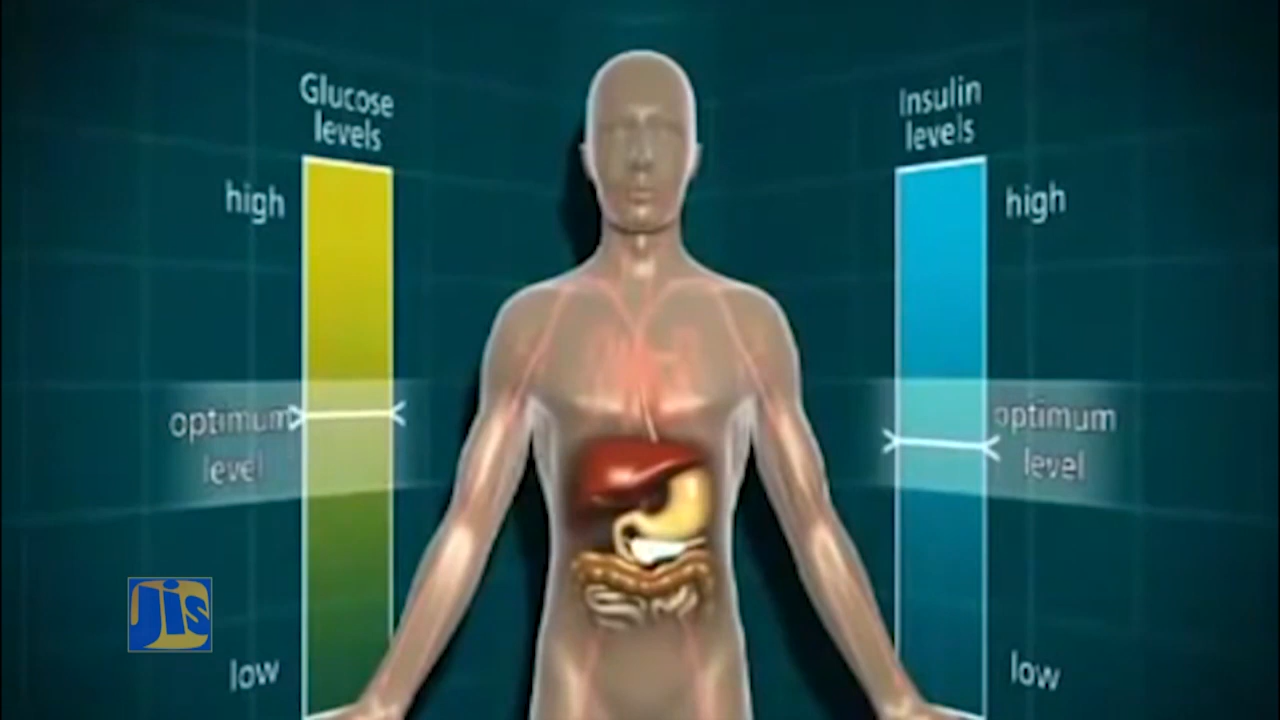 Glucose
levels
high
optimum
level
low
Insulin
levels
high
optimum
level
low
JIS